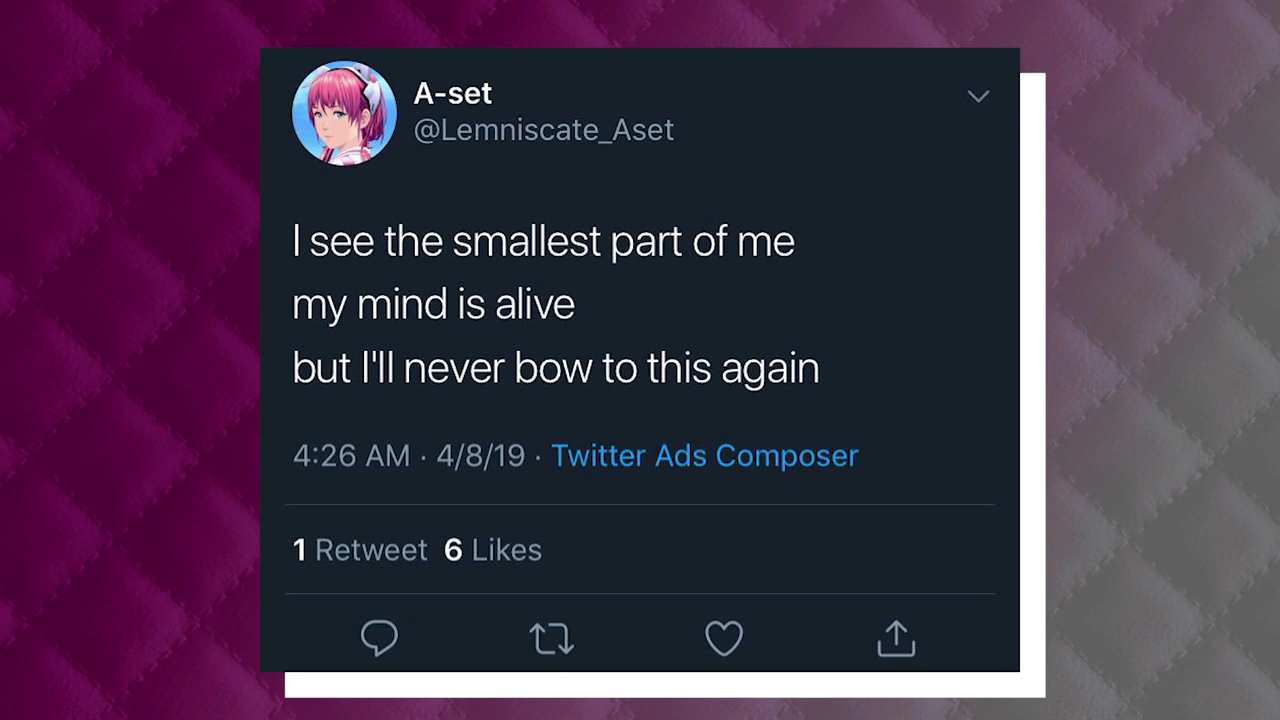 A-set
@Lemniscate_Aset
I see the smallest part of me
my mind is alive
but I'll never bow to this again
4:26 AM · 4/8/19 · Twitter Ads Composer
1 Retweet 6 Likes